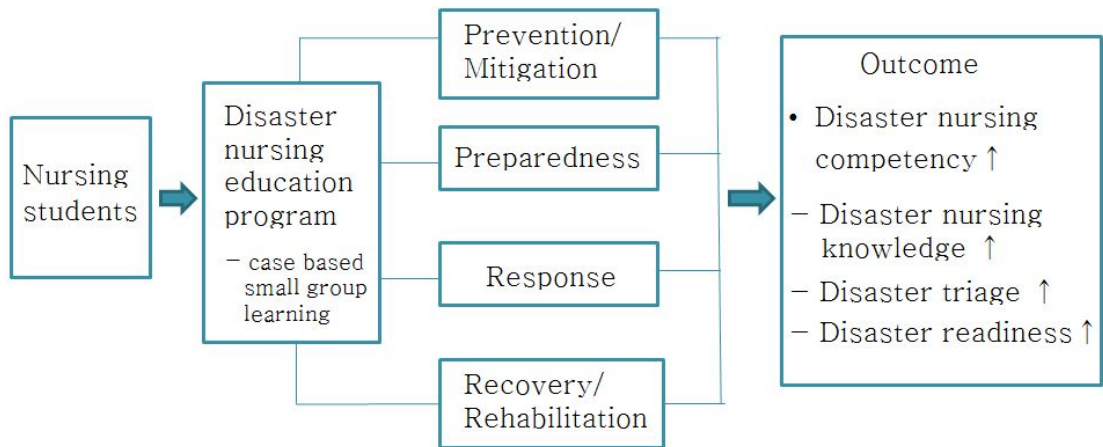 Nursing
students
Disaster
nursing
education
program
– case based
small group
learning
Prevention/
Mitigation
Preparedness
Response
Recovery/
Rehabilitation
Outcome
• Disaster nursing
competency ↑
– Disaster nursing
knowledge ↑
– Disaster triage ↑
– Disaster readiness ↑